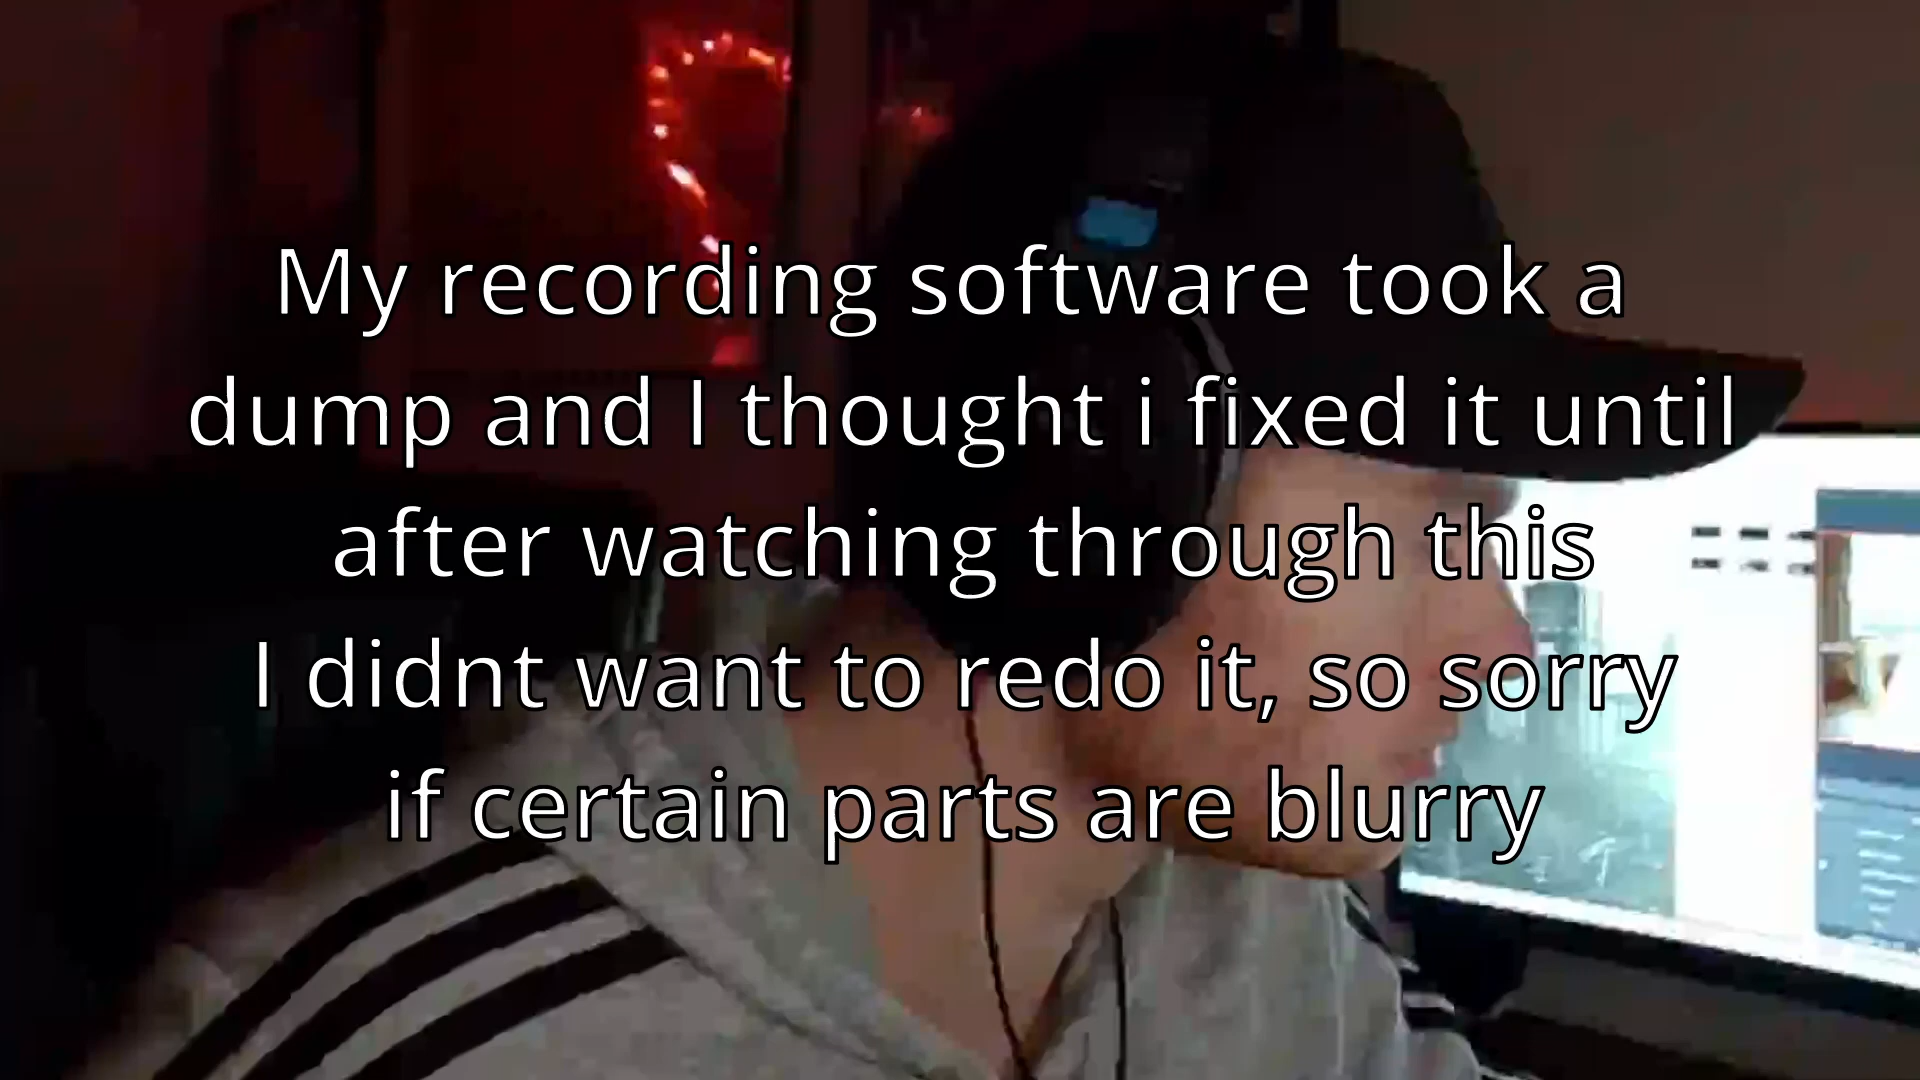 My recording software took a
dump and I thought i fixed it until
after watching through this
I didnt want to redo it, so sorry
if certain parts are blurry